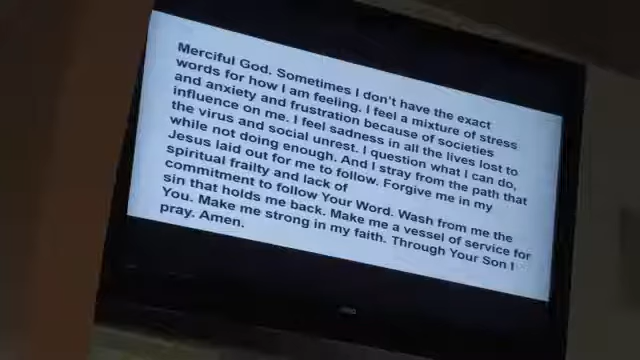 Merciful God. Sometimes I don't have the exact
words for how I am feeling. I feel a mixture of stress
and anxiety and frustration because of societies
influence on me. I feel sadness in all the lives lost to
the virus and social unrest. I question what I can do,
while not doing enough. And I stray from the path that
Jesus laid out for me to follow. Forgive me in my
spiritual frailty and lack of
commitment to follow Your Word. Wash from me the
sin that holds me back. Make me a vessel of service for
You. Make me strong in my faith. Through Your Son I
pray. Amen.